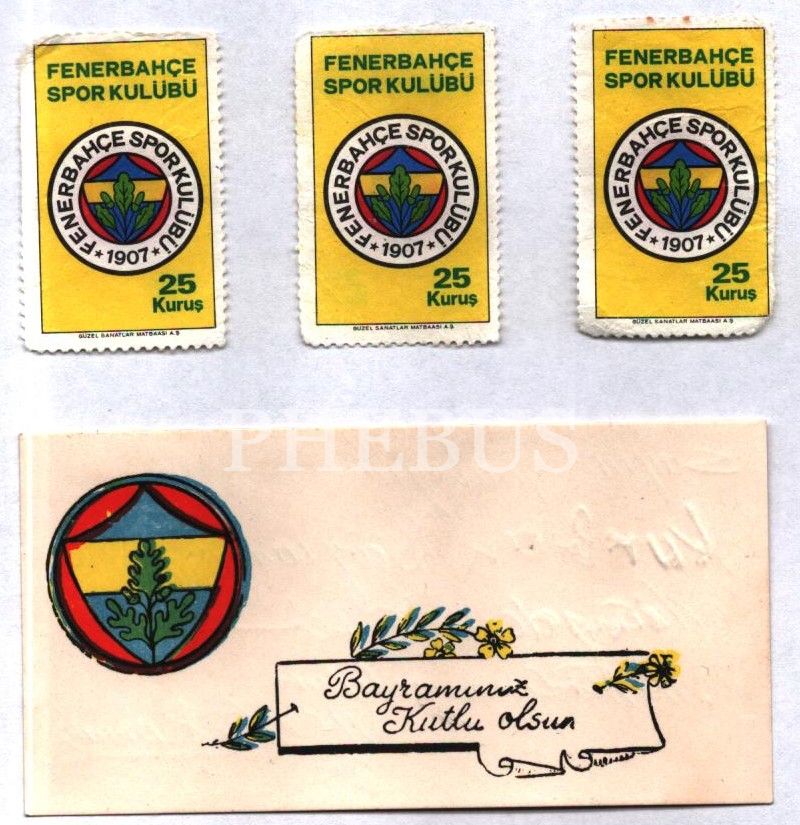 FENERBAHÇE
SPOR KULÜBÜ
FENERBAHÇE SPOR KULÜBÜ
★ 1907 ★
25
Kuruş
GÜZEL SANATLAR MATBAASI A.Ş
FENERBAHÇE
SPOR KULÜBÜ
FENERBAHÇE SPOR KULÜBÜ
★ 1907 ★
25
Kuruş
GÜZEL SANATLAR MATBAASI A.Ş.
FENERBAHÇE
SPOR KULÜBÜ
FENERBAHÇE SPOR KULÜBÜ
★ 1907 ★
25
Kuruş
GÜZEL SANATLAR MATBAASI A.Ş.
PHEBUS
Bayramınız
Kutlu olsun